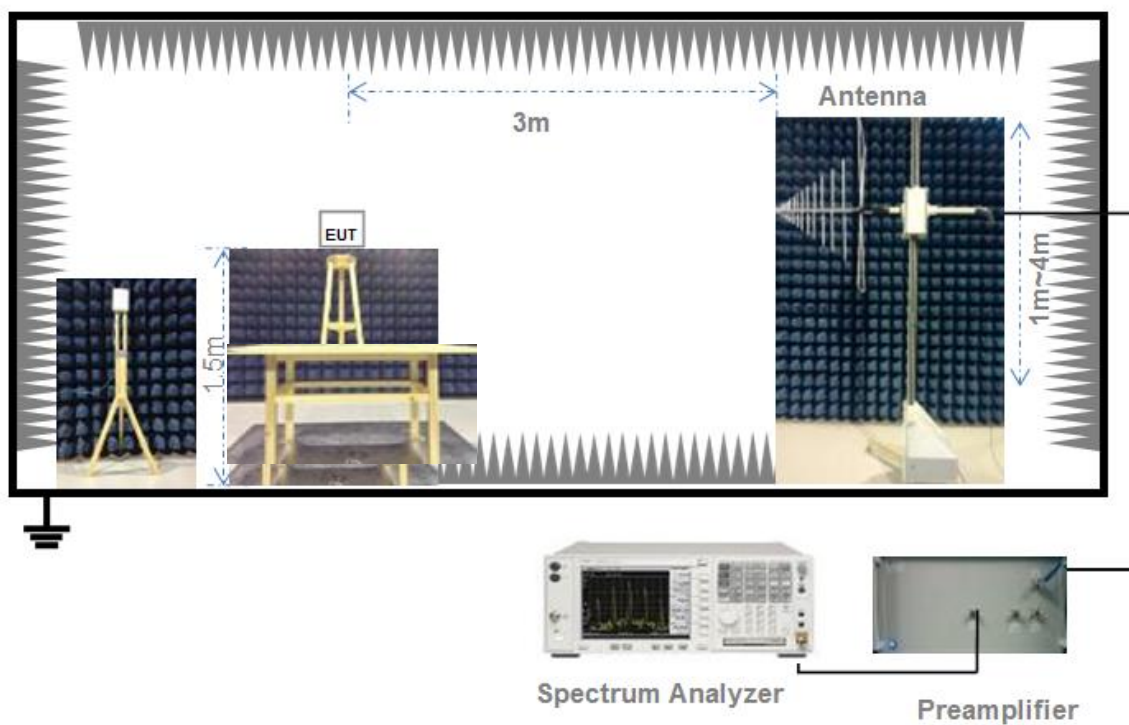 Antenna
3m
EUT
1.5m
1m~4m
Spectrum Analyzer
Preamplifier